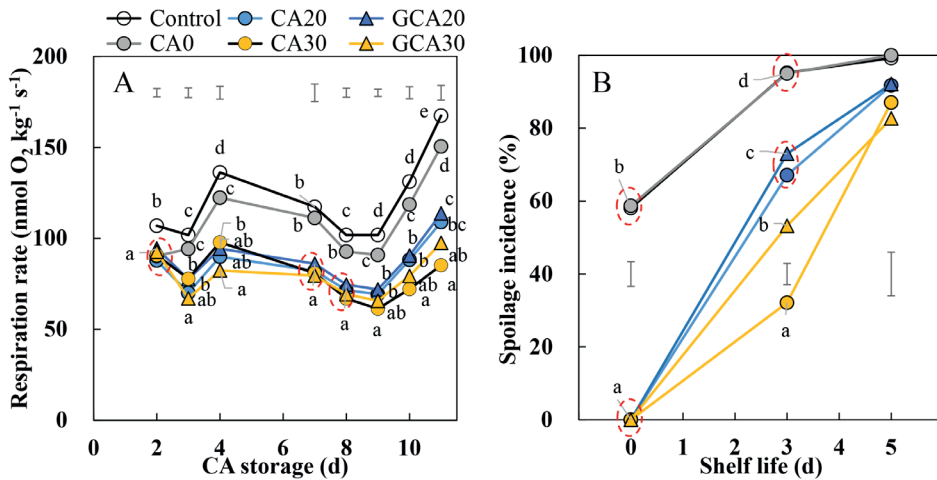 Control CA20 GCA20
CA0 CA30 GCA30
A
Respiration rate (nmol O₂ kg⁻¹ s⁻¹)
200
150
100
50
0
0 2 4 6 8 10 12
CA storage (d)
b
c
d
b
c
c
d
e
a
c
c
b
b
b
d
d
b
b
ab
b
b
b
c
bc
b
ab
a
ab
a
a
a
b
ab
ab
a
b
a
ab
a
B
Spoilage incidence (%)
100
80
60
40
20
0
0 1 2 3 4 5
Shelf life (d)
b
d
c
b
a
a